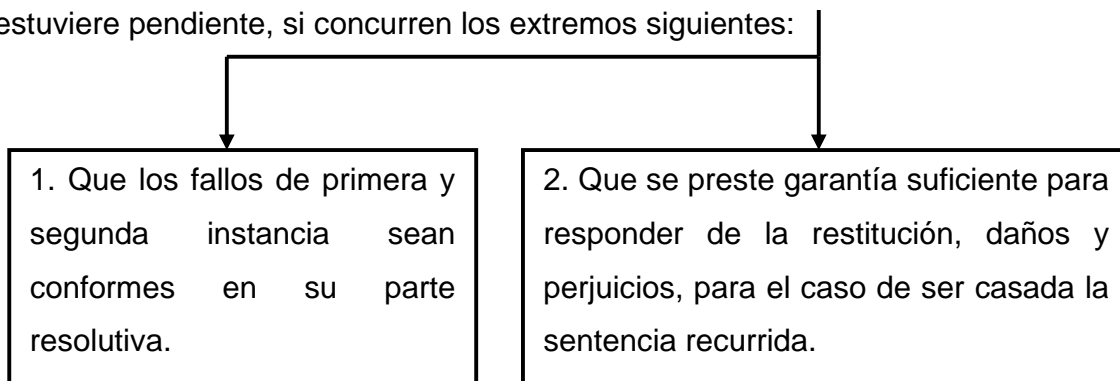 estuviere pendiente, si concurren los extremos siguientes:
1. Que los fallos de primera y
segunda instancia sean
conformes en su parte
resolutiva.
2. Que se preste garantía suficiente para
responder de la restitución, daños y
perjuicios, para el caso de ser casada la
sentencia recurrida.